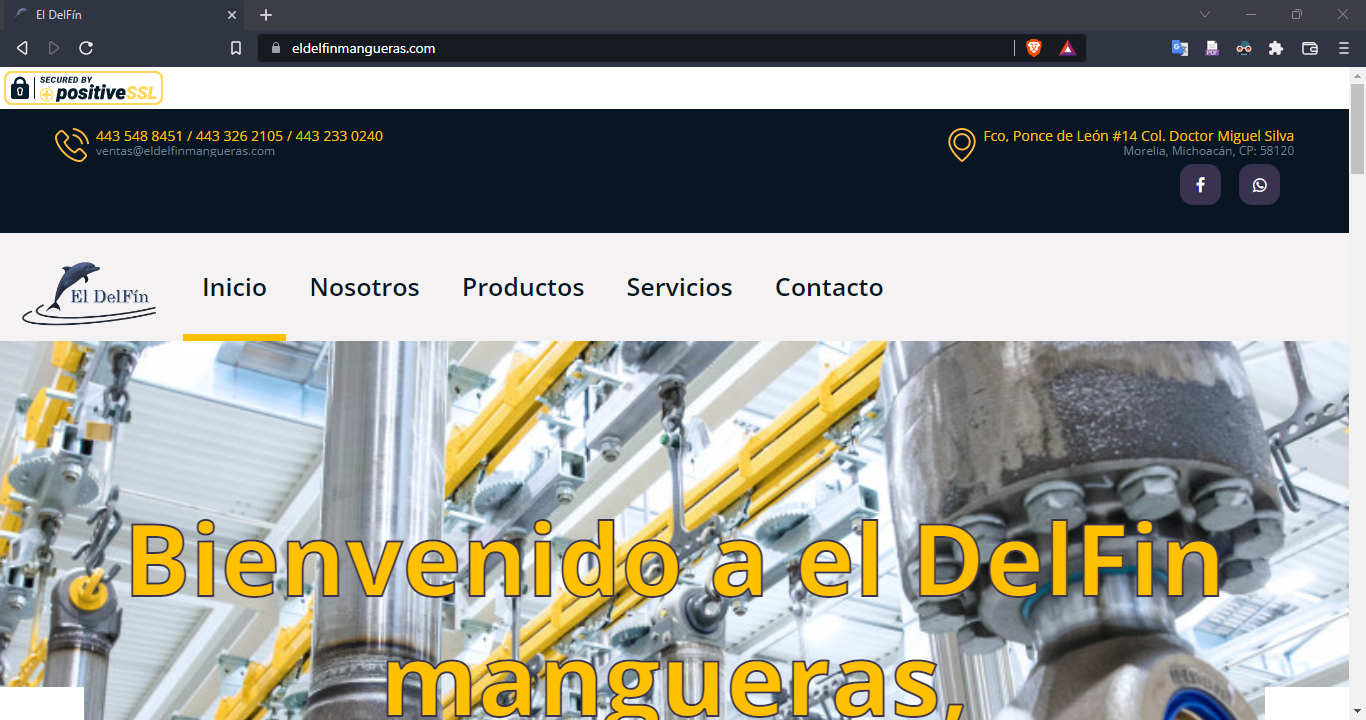 El DelFín
eldelfinmangueras.com
SECURED BY
positiveSSL
443 548 8451 / 443 326 2105 / 443 233 0240
ventas@eldelfinmangueras.com
Fco, Ponce de León #14 Col. Doctor Miguel Silva
Morelia, Michoacán, CP: 58120
El DelFín
Inicio
Nosotros
Productos
Servicios
Contacto
Bienvenido a el DelFin
mangueras,